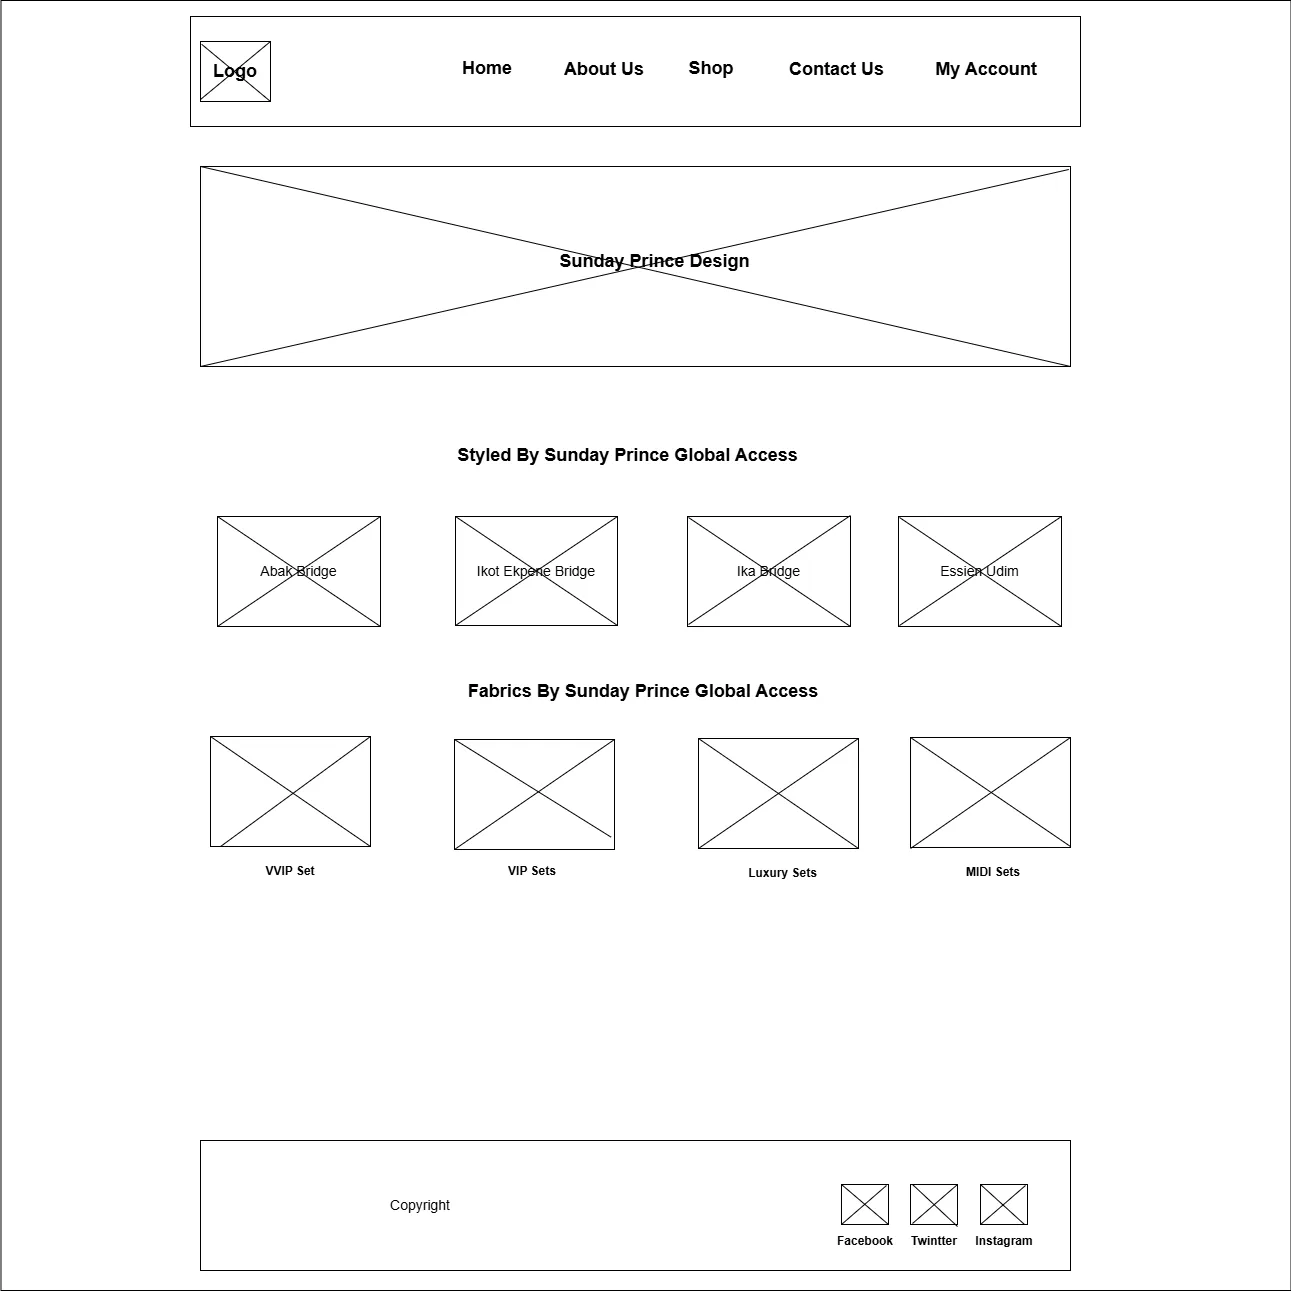 Logo
Home
About Us
Shop
Contact Us
My Account
Sunday Prince Design
Styled By Sunday Prince Global Access
Abak Bridge
Ikot Ekpene Bridge
Ika Bridge
Essien Udim
Fabrics By Sunday Prince Global Access
VVIP Set
VIP Sets
Luxury Sets
MIDI Sets
Copyright
Facebook
Twintter
Instagram